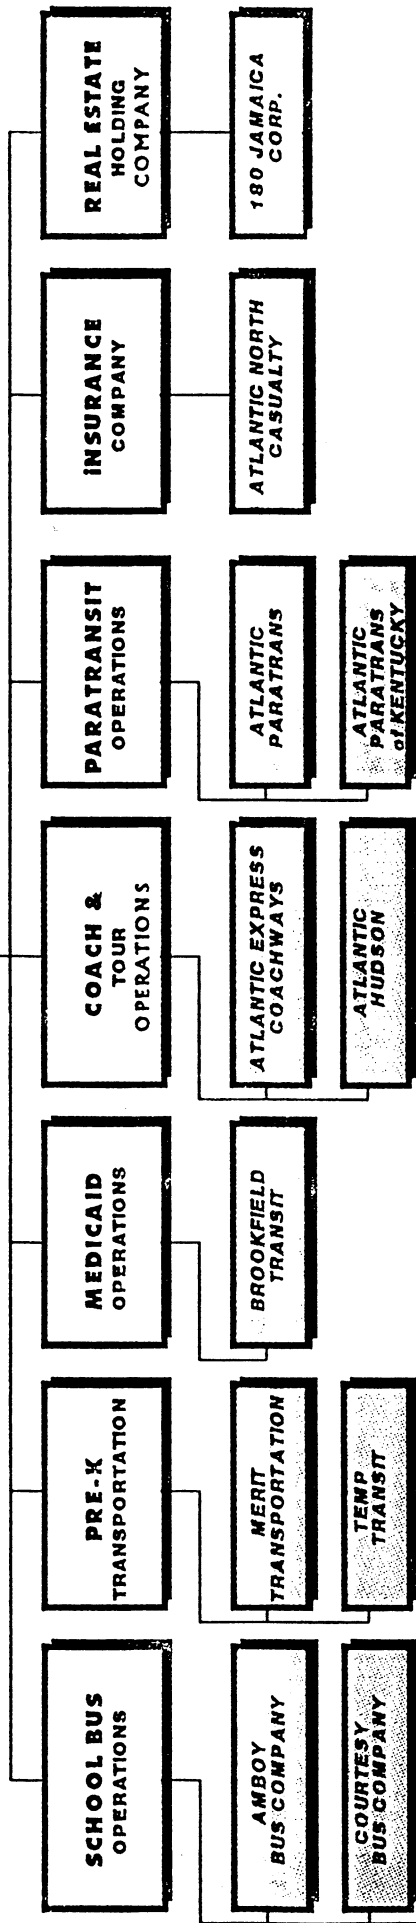 SCHOOL BUS
OPERATIONS
PRE-K
TRANSPORTATION
MEDICAID
OPERATIONS
COACH &
TOUR
OPERATIONS
PARATRANSIT
OPERATIONS
INSURANCE
COMPANY
REAL ESTATE
HOLDING
COMPANY
AMBOY
BUS COMPANY
MERIT
TRANSPORTATION
BROOKFIELD
TRANSIT
ATLANTIC EXPRESS
COACHWAYS
ATLANTIC
PARATRANS
ATLANTIC NORTH
CASUALTY
180 JAMAICA
CORP.
COURTESY
BUS COMPANY
TEMP
TRANSIT
ATLANTIC
HUDSON
ATLANTIC
PARATRANS
of KENTUCKY